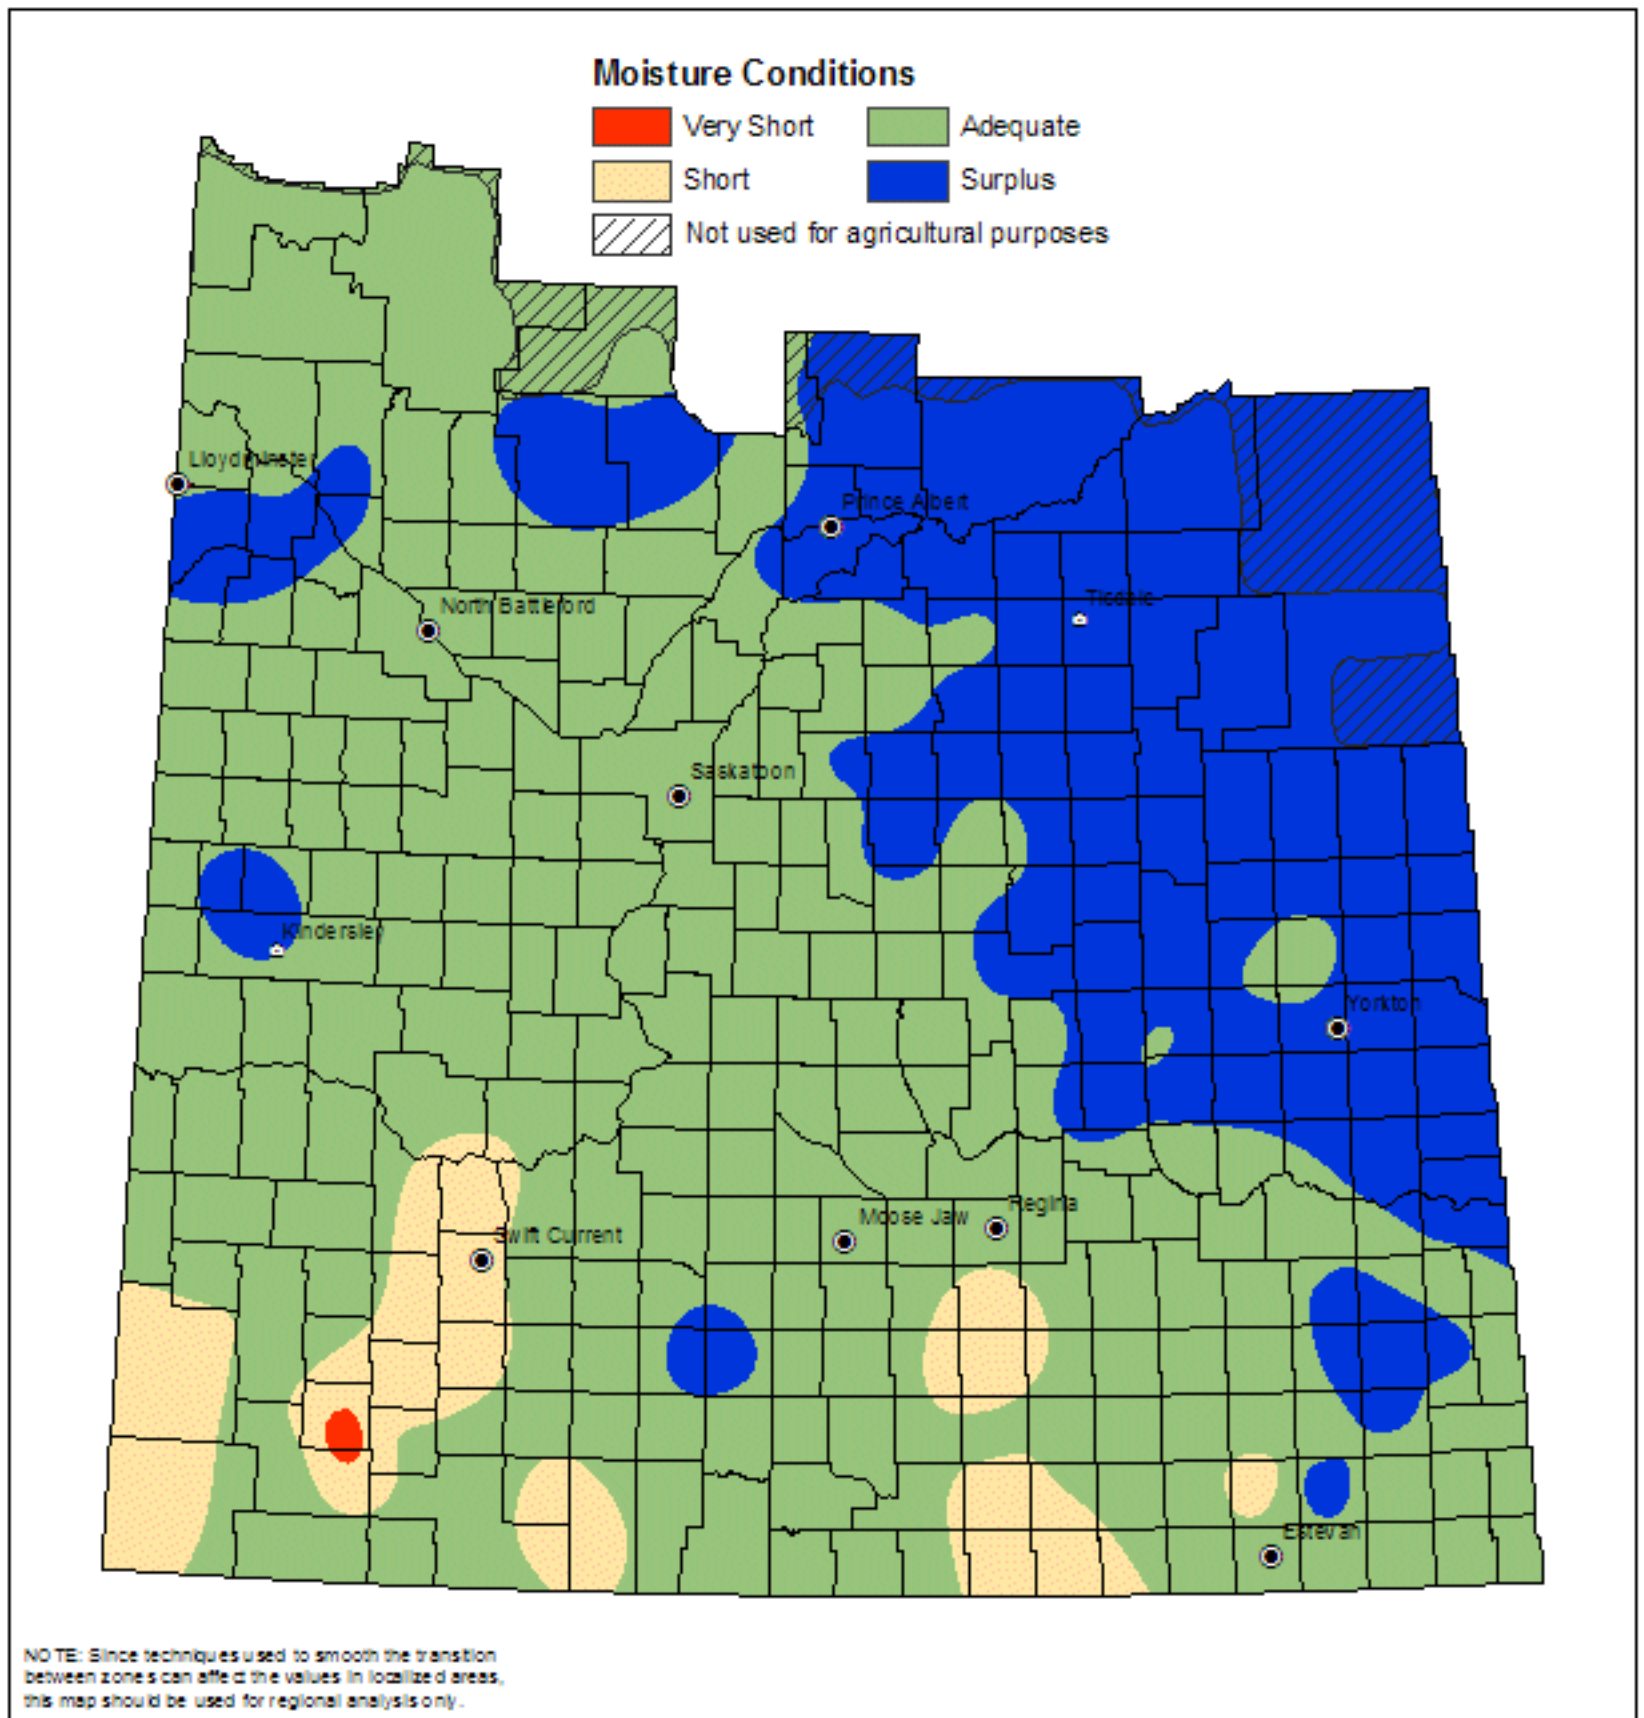 Moisture Conditions
Very Short
Adequate
Short
Surplus
Not used for agricultural purposes
Lloydminster
Prince Albert
North Battleford
Tisdale
Saskatoon
Kindersley
Yorkton
Regina
Moose Jaw
Swift Current
Estevan
NOTE: Since techniques used to smooth the transition
between zones can affect the values in localized areas,
this map should be used for regional analysis only.